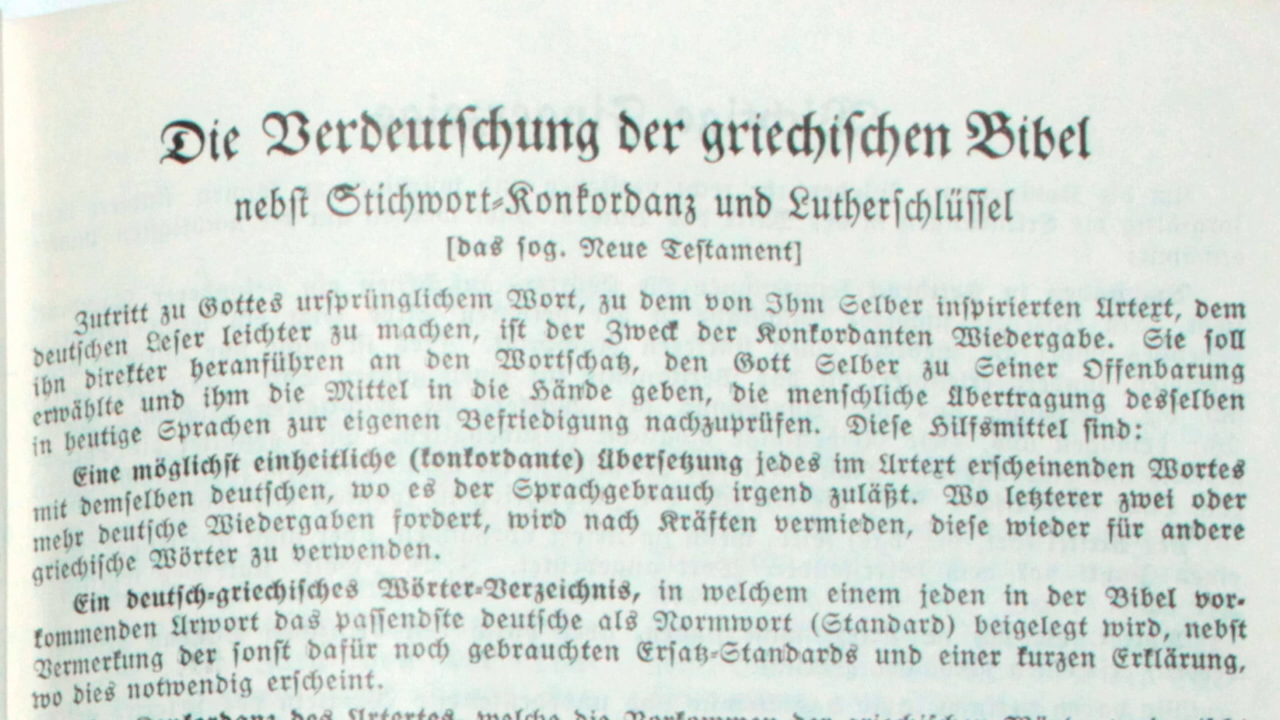 Die Verdeutschung der griechischen Bibel
nebst Stichwort-Konkordanz und Lutherschlüssel
[das sog. Neue Testament]
Zutritt zu Gottes ursprünglichem Wort, zu dem von Ihm Selber inspirierten Urtext, dem
deutschen Leser leichter zu machen, ist der Zweck der Konkordanten Wiedergabe. Sie soll
ihn direkter heranführen an den Wortschatz, den Gott Selber zu Seiner Offenbarung
erwählte und ihm die Mittel in die Hände geben, die menschliche Übertragung desselben
in heutige Sprachen zur eigenen Befriedigung nachzuprüfen. Diese Hilfsmittel sind:
Eine möglichst einheitliche (konkordante) Übersetzung jedes im Urtext erscheinenden Wortes
mit demselben deutschen, wo es der Sprachgebrauch irgend zuläßt. Wo letzterer zwei oder
mehr deutsche Wiedergaben fordert, wird nach Kräften vermieden, diese wieder für andere
griechische Wörter zu verwenden.
Ein deutsch-griechisches Wörter-Verzeichnis, in welchem einem jeden in der Bibel vor-
kommenden Urwort das passendste deutsche als Normwort (Standard) beigelegt wird, nebst
Vermerkung der sonst dafür noch gebrauchten Ersatz-Standards und einer kurzen Erklärung,
wo dies notwendig erscheint.
des Urtextes, welche die Vorkommen der griechischen